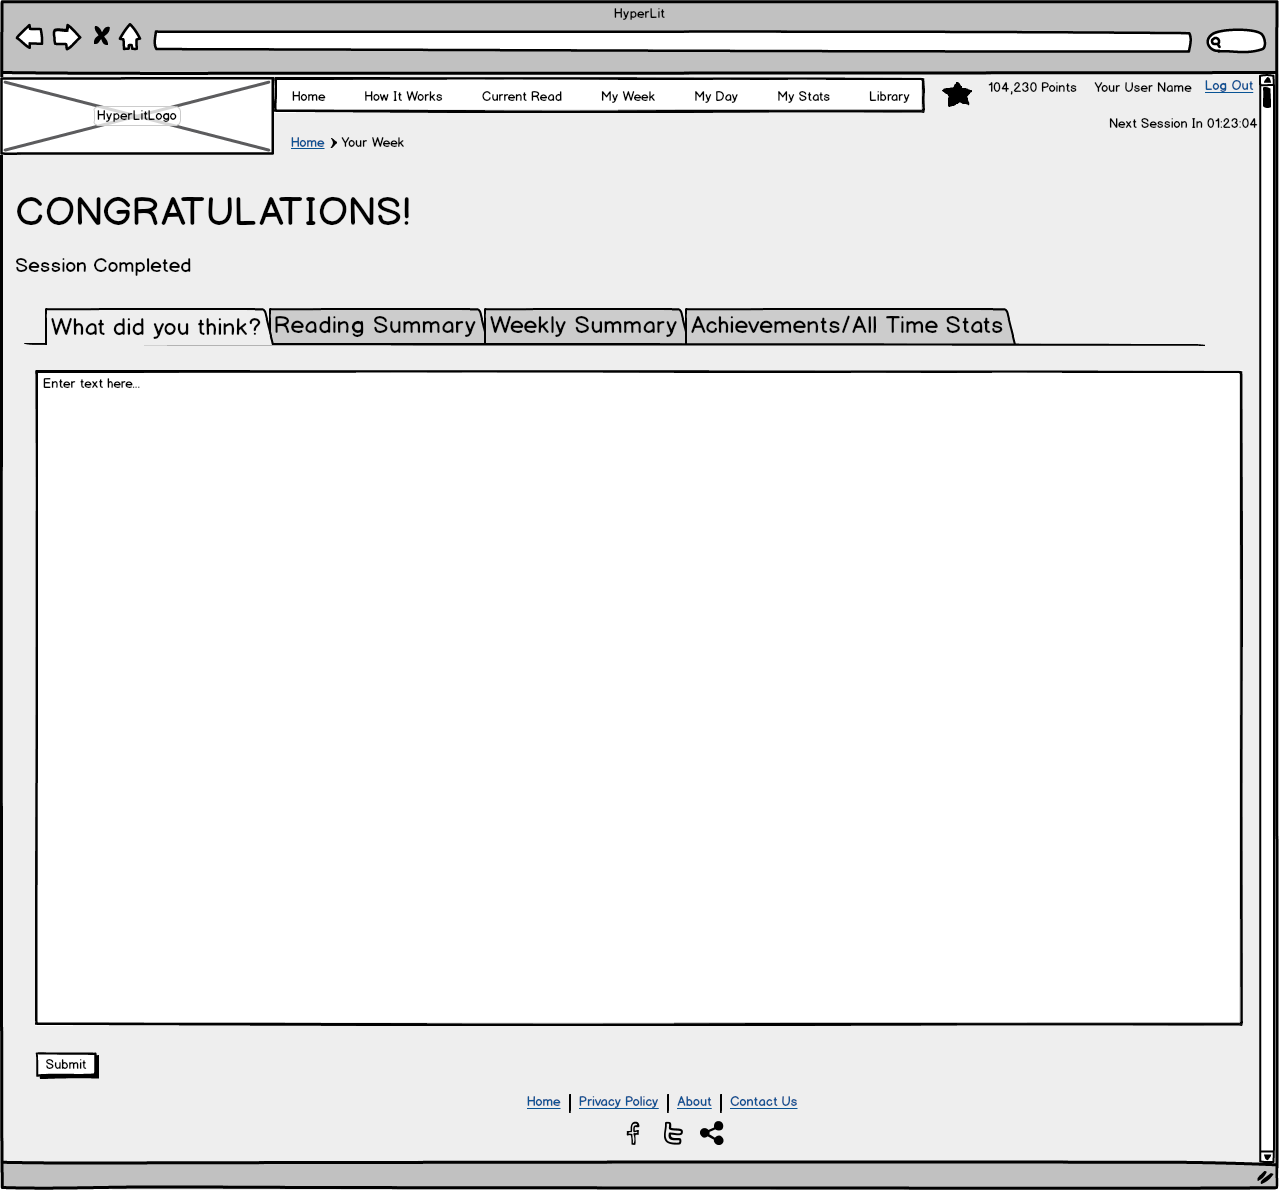 HyperLit
HyperLitLogo
Home How It Works Current Read My Week My Day My Stats Library
104,230 Points Your User Name Log Out
Next Session In 01:23:04
Home Your Week
CONGRATULATIONS!
Session Completed
What did you think? Reading Summary Weekly Summary Achievements/All Time Stats
Enter text here...
Submit
Home Privacy Policy About Contact Us